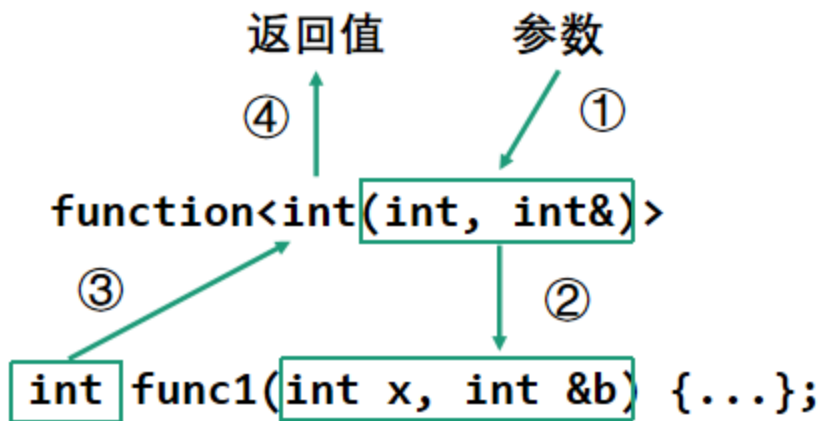 返回值 参数
④ ①
function<int(int, int&)>
③ ②
int func1(int x, int &b) {...};